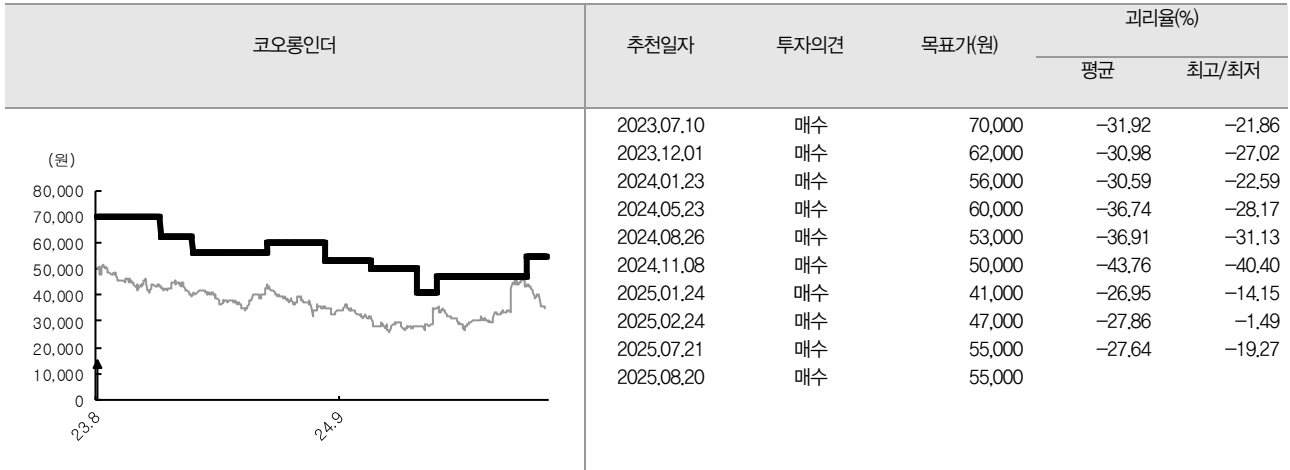 코오롱인더 추천일자 투자의견 목표가(원) 괴리율(%)
평균 최고/최저
2023.07.10 매수 70,000 -31.92 -21.86
2023.12.01 매수 62,000 -30.98 -27.02
2024.01.23 매수 56,000 -30.59 -22.59
2024.05.23 매수 60,000 -36.74 -28.17
2024.08.26 매수 53,000 -36.91 -31.13
2024.11.08 매수 50,000 -43.76 -40.40
2025.01.24 매수 41,000 -26.95 -14.15
2025.02.24 매수 47,000 -27.86 -1.49
2025.07.21 매수 55,000 -27.64 -19.27
2025.08.20 매수 55,000
(원)
80,000
70,000
60,000
50,000
40,000
30,000
20,000
10,000
0
23.8 24.9